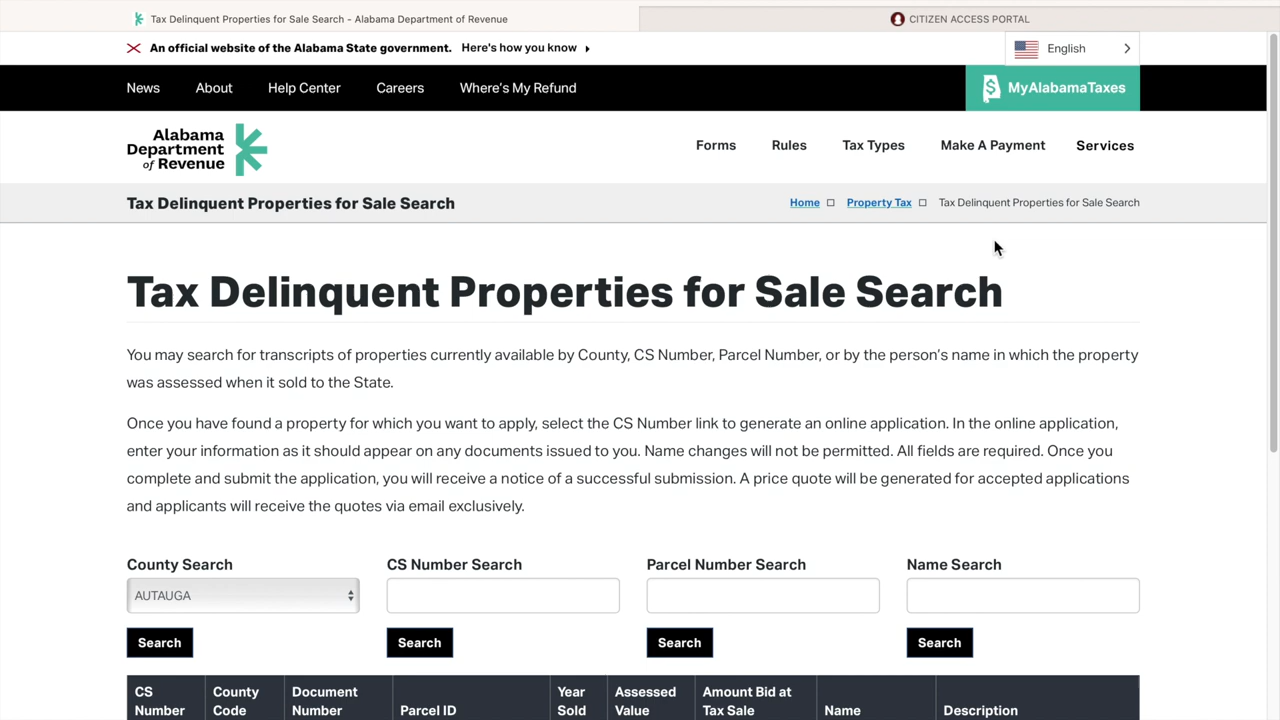 Tax Delinquent Properties for Sale Search - Alabama Department of Revenue
CITIZEN ACCESS PORTAL
An official website of the Alabama State government. Here's how you know
English
News About Help Center Careers Where's My Refund
MyAlabamaTaxes
Alabama
Department
of Revenue
Forms Rules Tax Types Make A Payment Services
Tax Delinquent Properties for Sale Search
Home Property Tax Tax Delinquent Properties for Sale Search
Tax Delinquent Properties for Sale Search
You may search for transcripts of properties currently available by County, CS Number, Parcel Number, or by the person's name in which the property
was assessed when it sold to the State.
Once you have found a property for which you want to apply, select the CS Number link to generate an online application. In the online application,
enter your information as it should appear on any documents issued to you. Name changes will not be permitted. All fields are required. Once you
complete and submit the application, you will receive a notice of a successful submission. A price quote will be generated for accepted applications
and applicants will receive the quotes via email exclusively.
County Search CS Number Search Parcel Number Search Name Search
AUTAUGA
Search Search Search Search
CS County Document Year Assessed Amount Bid at
Number Code Number Parcel ID Sold Value Tax Sale Name Description